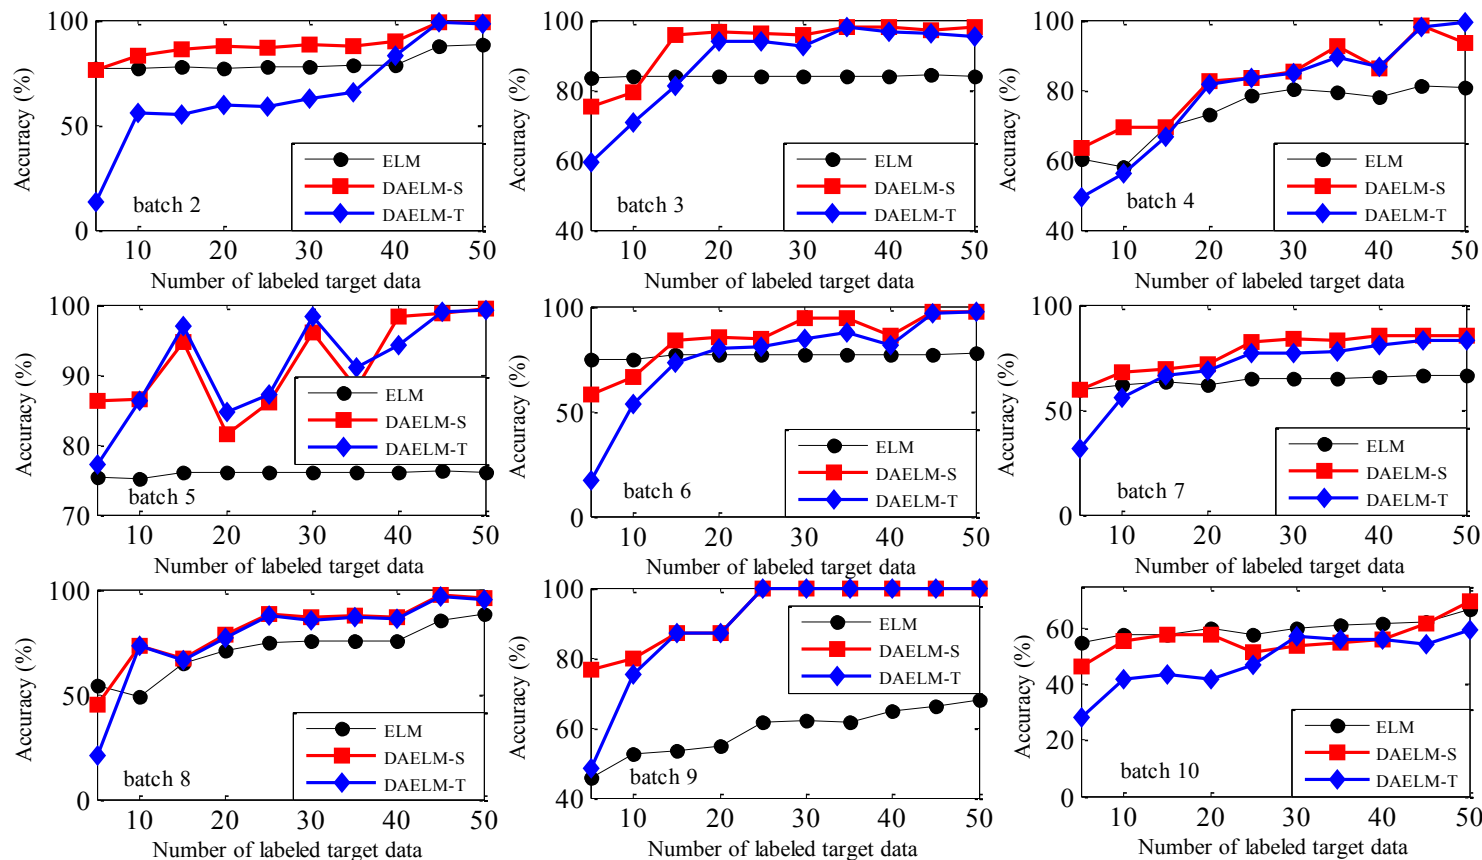 100
50
0
Accuracy (%)
ELM
DAELM-S
DAELM-T
batch 2
10 20 30 40 50
Number of labeled target data
100
80
60
40
Accuracy (%)
ELM
DAELM-S
DAELM-T
batch 3
10 20 30 40 50
Number of labeled target data
100
80
60
40
Accuracy (%)
ELM
DAELM-S
DAELM-T
batch 4
10 20 30 40 50
Number of labeled target data
100
90
80
70
Accuracy (%)
ELM
DAELM-S
DAELM-T
batch 5
10 20 30 40 50
Number of labeled target data
100
50
0
Accuracy (%)
ELM
DAELM-S
DAELM-T
batch 6
10 20 30 40 50
Number of labeled target data
100
50
0
Accuracy (%)
ELM
DAELM-S
DAELM-T
batch 7
10 20 30 40 50
Number of labeled target data
100
50
0
Accuracy (%)
ELM
DAELM-S
DAELM-T
batch 8
10 20 30 40 50
Number of labeled target data
100
80
60
40
Accuracy (%)
ELM
DAELM-S
DAELM-T
batch 9
10 20 30 40 50
Number of labeled target data
60
40
60
0
Accuracy (%)
ELM
DAELM-S
DAELM-T
batch 10
10 20 30 40 50
Number of labeled target data